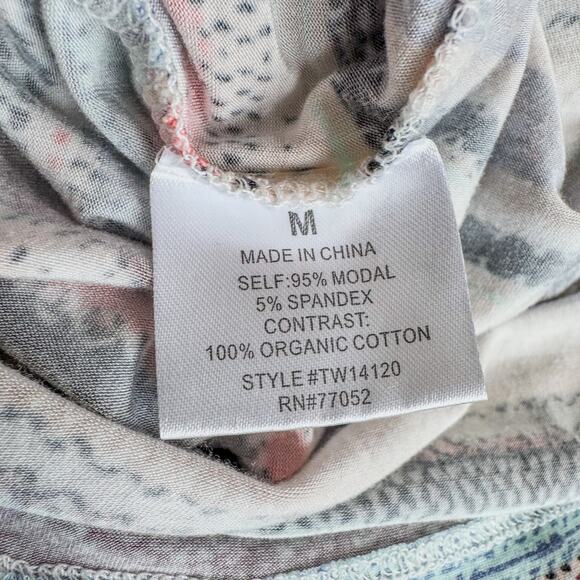 M
MADE IN CHINA
SELF:95% MODAL
5% SPANDEX
CONTRAST:
100% ORGANIC COTTON
STYLE #TW14120
RN#77052